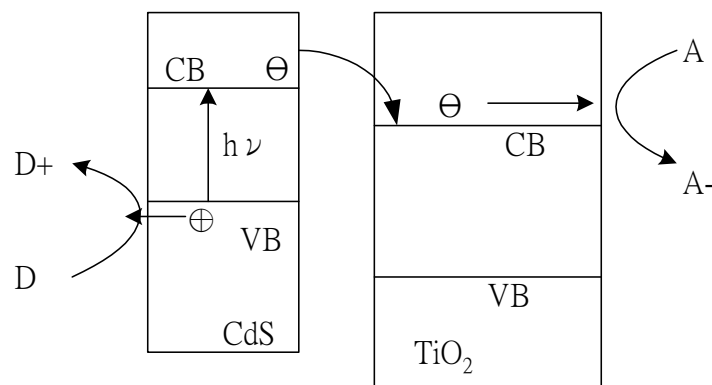 CB ϴ
A
ϴ
hν
CB
D+
A-
⊕
VB
D
VB
CdS
TiO₂